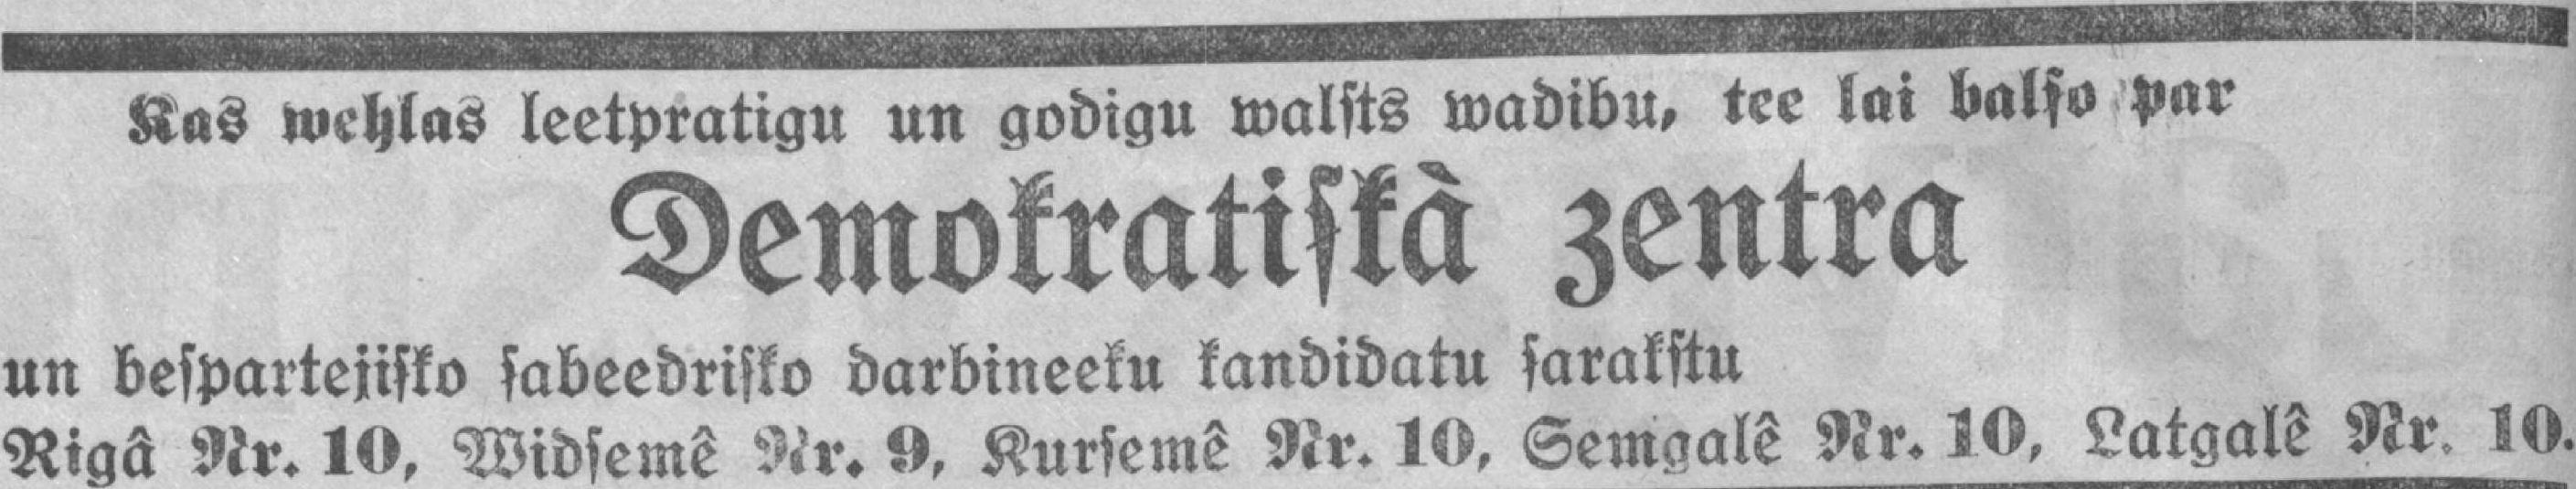 Kas wehlas leetpratigu un godigu walſts wadibu, tee lai balſo par
Demokratiſkà zentra
un beſpartejiſko ſabeedriſko darbineeku kandidatu ſarakſtu
Rigâ Nr. 10, Widſemê Nr. 9, Kurſemê Nr. 10, Semgalê Nr. 10, Latgalê Nr. 10.